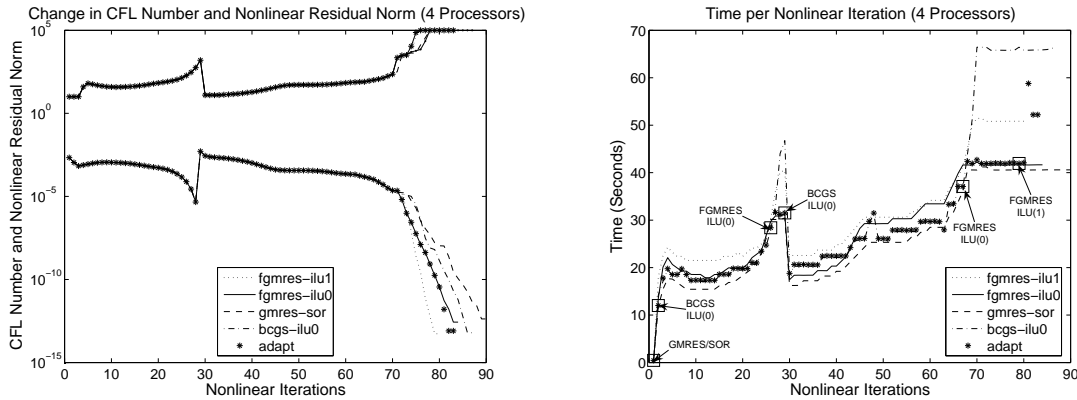 Change in CFL Number and Nonlinear Residual Norm (4 Processors)
CFL Number and Nonlinear Residual Norm
10^5
10^0
10^-5
10^-10
10^-15
0 10 20 30 40 50 60 70 80 90
Nonlinear Iterations
fgmres-ilu1
fgmres-ilu0
gmres-sor
bcgs-ilu0
adapt
Time per Nonlinear Iteration (4 Processors)
Time (Seconds)
70
60
50
40
30
20
10
0
0 10 20 30 40 50 60 70 80 90
Nonlinear Iterations
BCGS
ILU(0)
FGMRES
ILU(0)
FGMRES
ILU(1)
FGMRES
ILU(0)
BCGS
ILU(0)
GMRES/SOR
fgmres-ilu1
fgmres-ilu0
gmres-sor
bcgs-ilu0
adapt